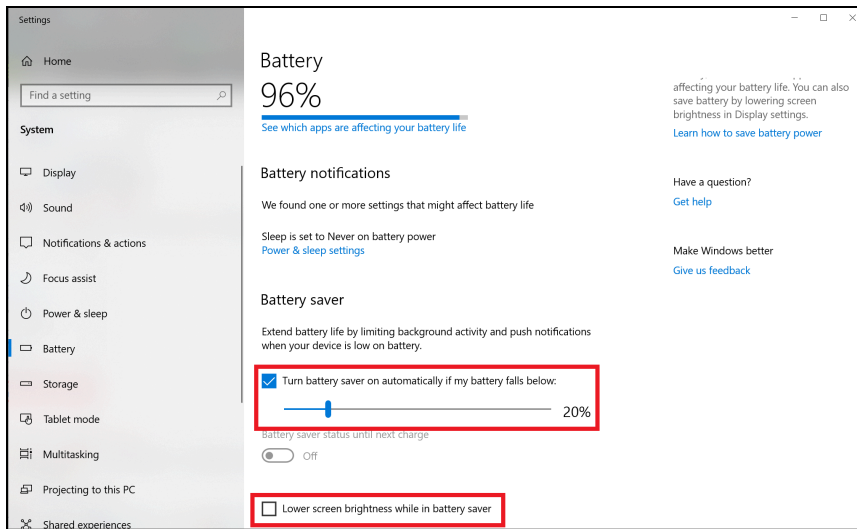 Settings
Home
Find a setting
System
Display
Sound
Notifications & actions
Focus assist
Power & sleep
Battery
Storage
Tablet mode
Multitasking
Projecting to this PC
Shared experiences
Battery
96%
See which apps are affecting your battery life
Battery notifications
We found one or more settings that might affect battery life
Sleep is set to Never on battery power
Power & sleep settings
Battery saver
Extend battery life by limiting background activity and push notifications
when your device is low on battery.
Turn battery saver on automatically if my battery falls below:
20%
Battery saver status until next charge
Off
Lower screen brightness while in battery saver
affecting your battery life. You can also
save battery by lowering screen
brightness in Display settings.
Learn how to save battery power
Have a question?
Get help
Make Windows better
Give us feedback